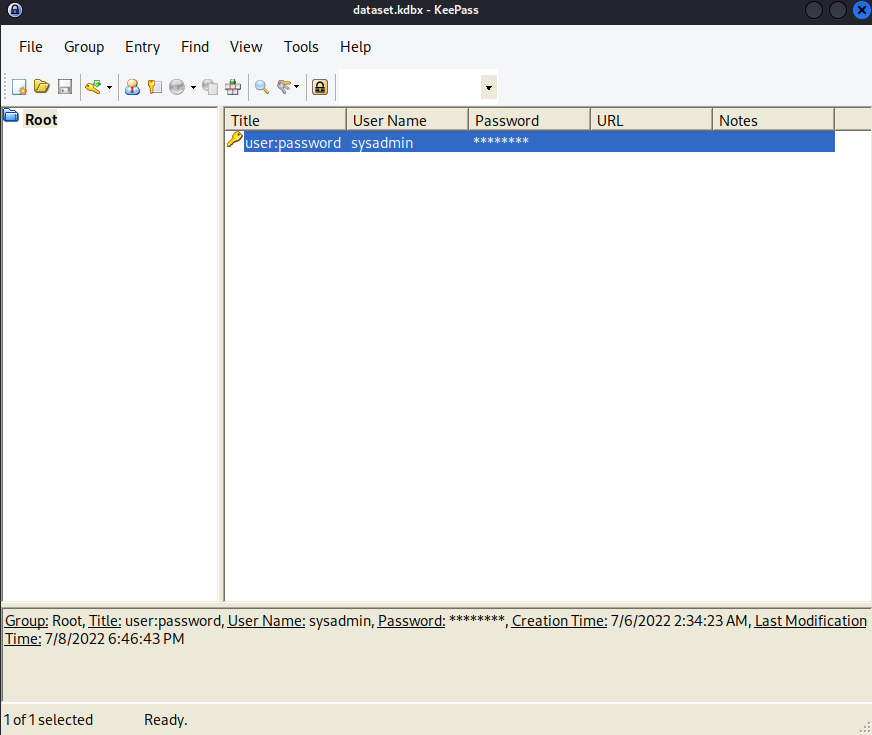 dataset.kdbx - KeePass
File Group Entry Find View Tools Help
Root
Title User Name Password URL Notes
user:password sysadmin ********
Group: Root, Title: user:password, User Name: sysadmin, Password: ********, Creation Time: 7/6/2022 2:34:23 AM, Last Modification
Time: 7/8/2022 6:46:43 PM
1 of 1 selected Ready.